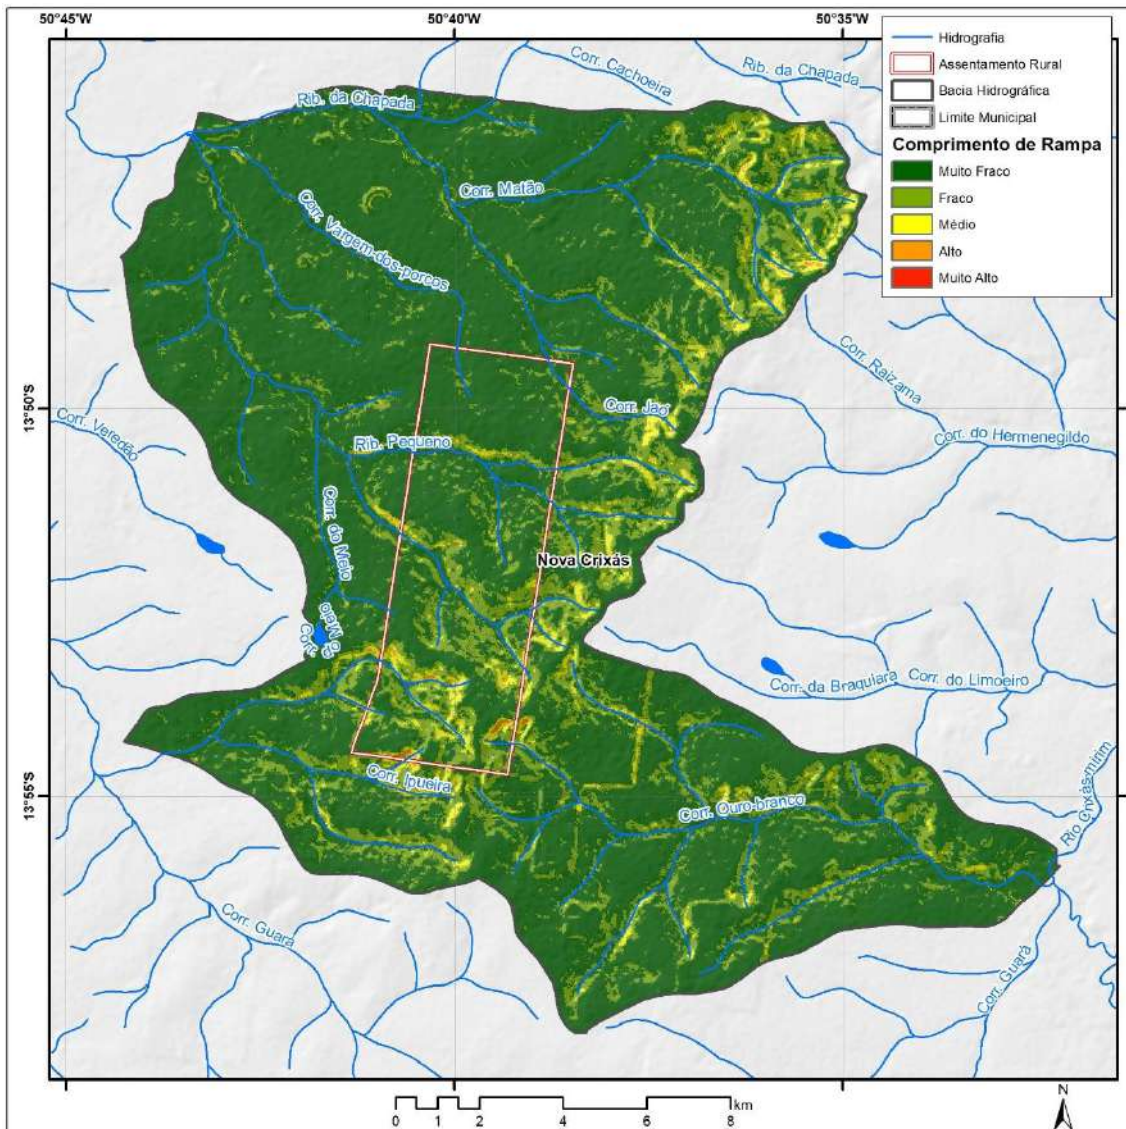 50°45'W
50°40'W
50°35'W
Hidrografia
Assentamento Rural
Bacia Hidrográfica
Limite Municipal
Comprimento de Rampa
Muito Fraco
Fraco
Médio
Alto
Muito Alto
Corr. Cachoeira
Rib. da Chapada
Rib. da Chapada
Corr. Matão
Corr. Vargem-dos-porcos
Corr. Raizama
13°50'S
Corr. Jaó
Corr. Veredão
Rib. Pequeno
Corr. do Hermenegildo
Corr. do Meio
Nova Crixás
Corr. do Meio
Corr. da Braquiara
Corr. do Limoeiro
Corr. Ipueira
13°55'S
Corr. Ouro-branco
Rio Crixás-mirim
Corr. Guará
Corr. Guará
N
km
0 1 2 4 6 8